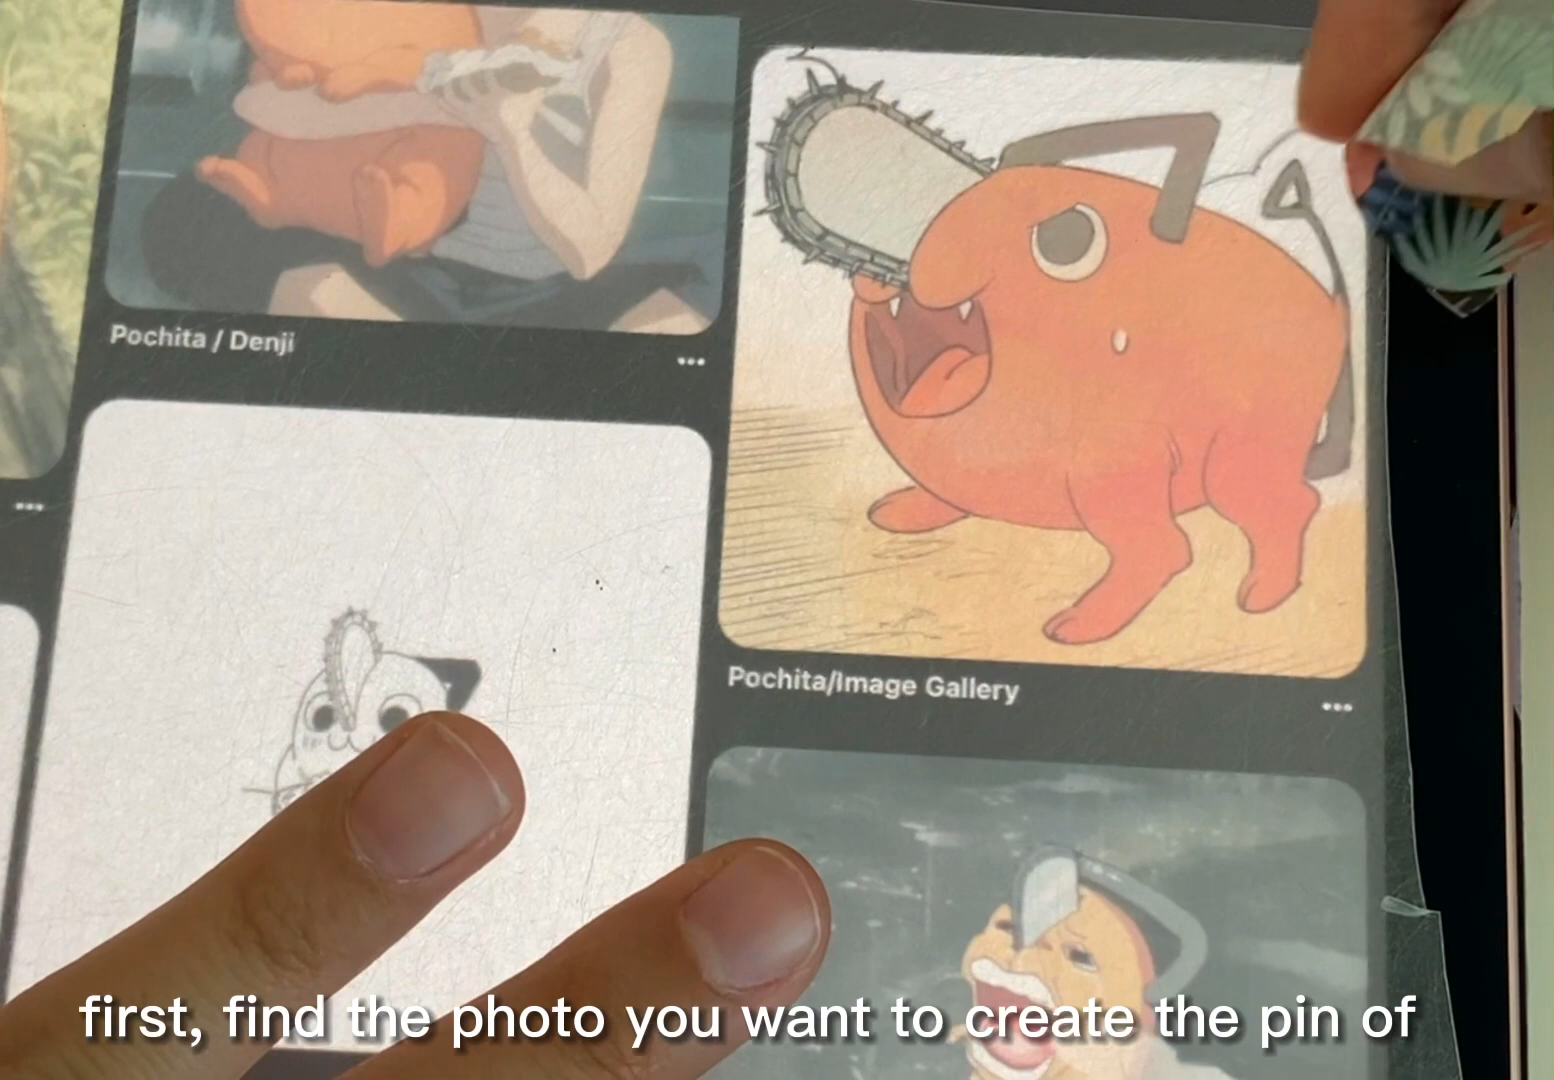 Pochita / Denji
Pochita/Image Gallery
first, find the photo you want to create the pin of